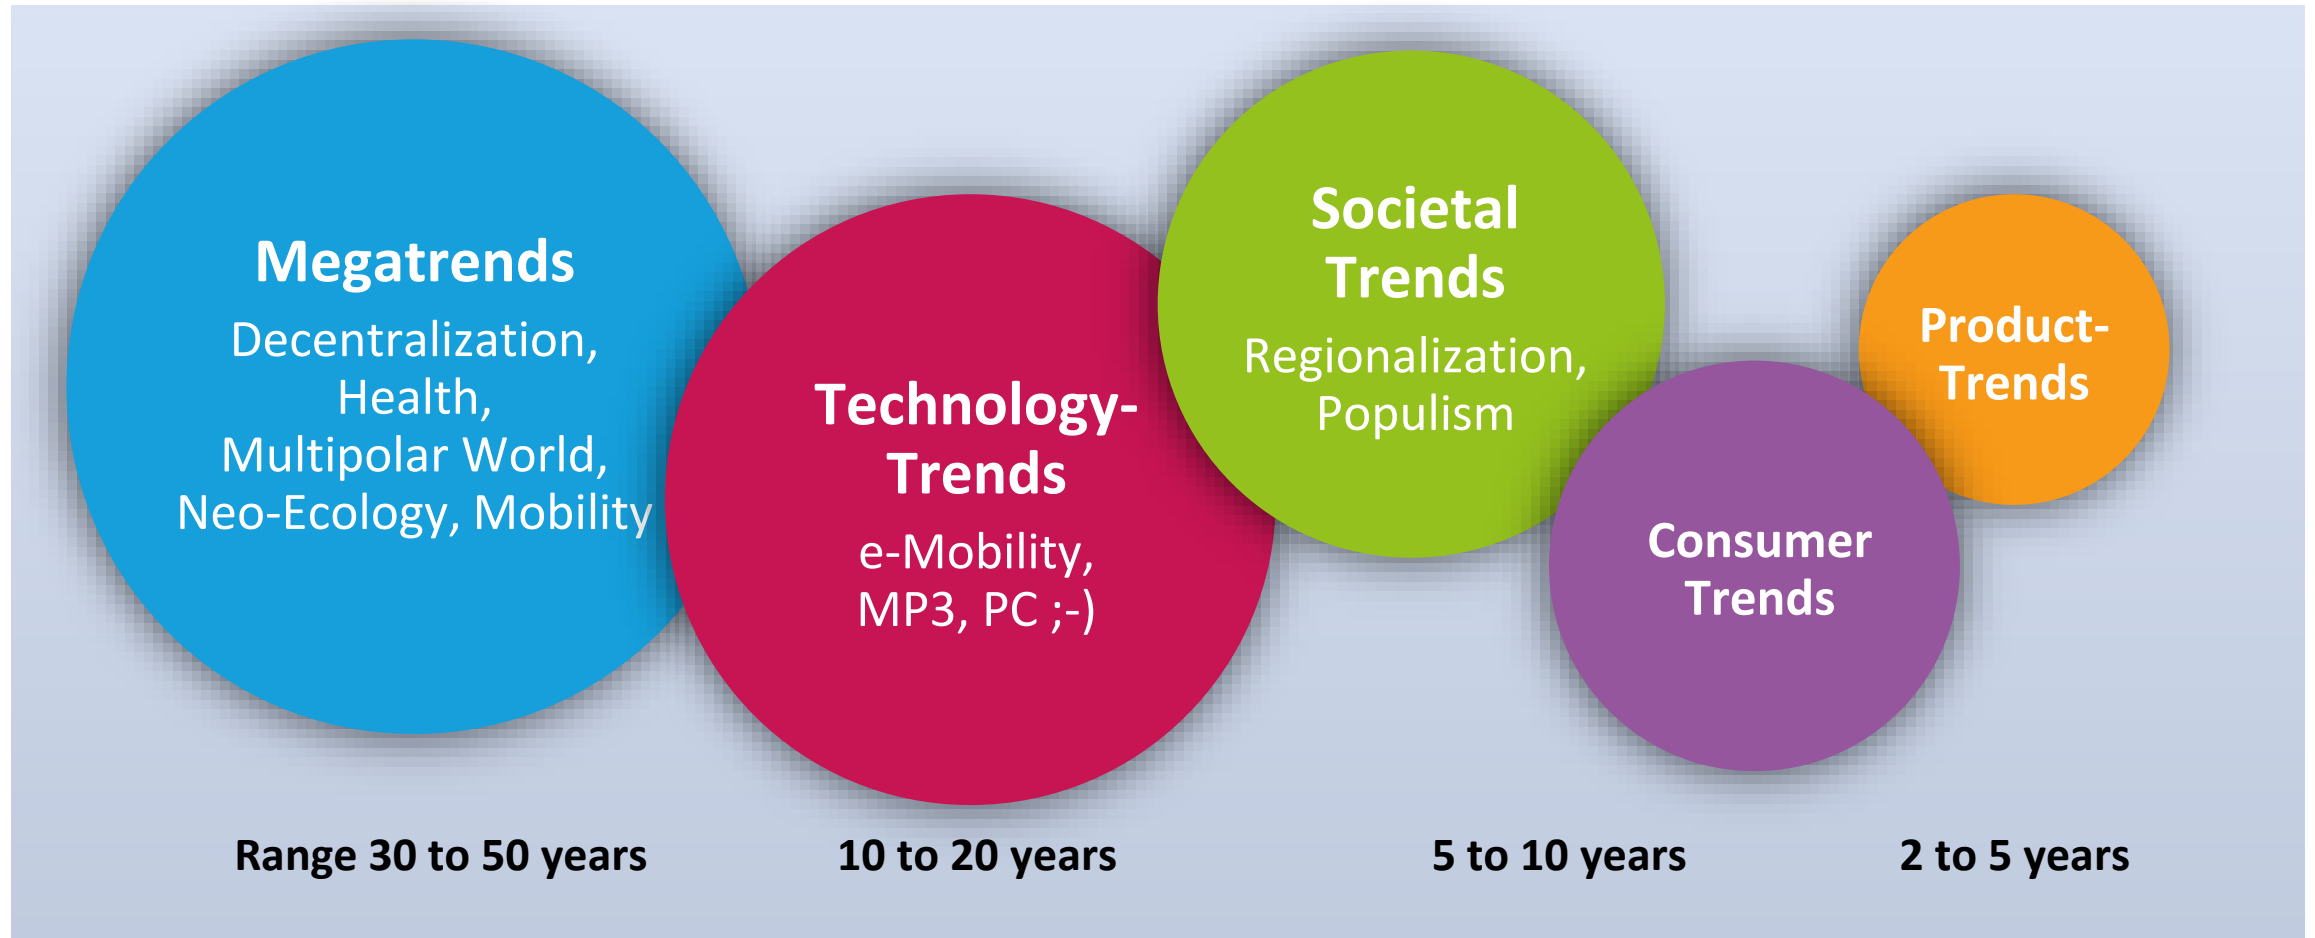 Megatrends
Decentralization,
Health,
Multipolar World,
Neo-Ecology, Mobility
Technology-
Trends
e-Mobility,
MP3, PC ;-)
Societal
Trends
Regionalization,
Populism
Consumer
Trends
Product-
Trends
Range 30 to 50 years
10 to 20 years
5 to 10 years
2 to 5 years